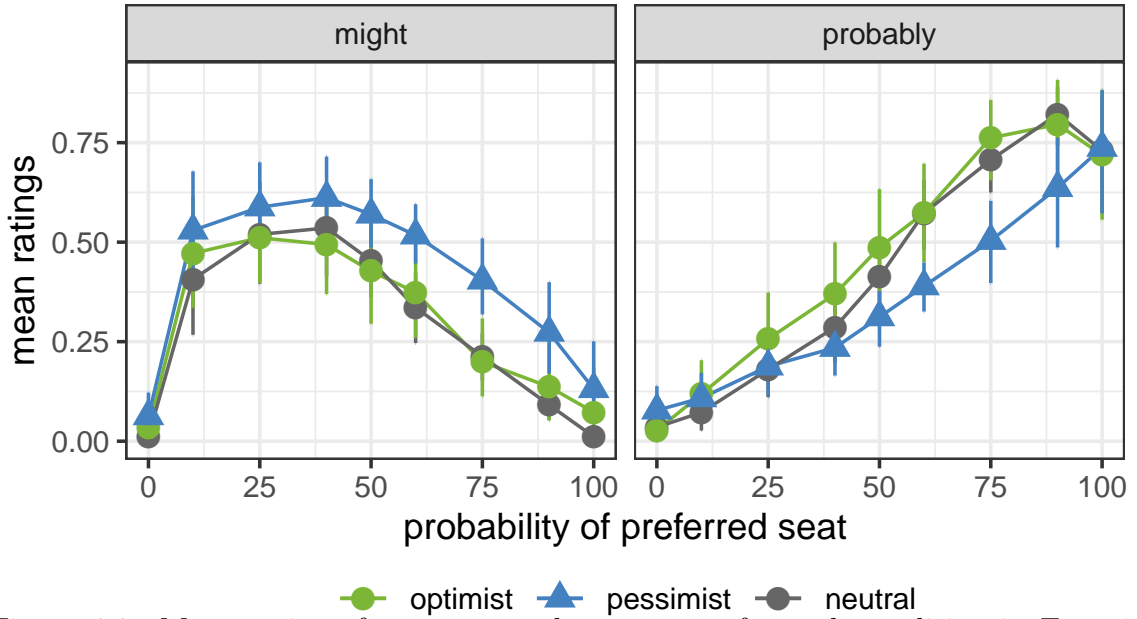 might probably
mean ratings
0.75
0.50
0.25
0.00
0 25 50 75 100 0 25 50 75 100
probability of preferred seat
optimist pessimist neutral